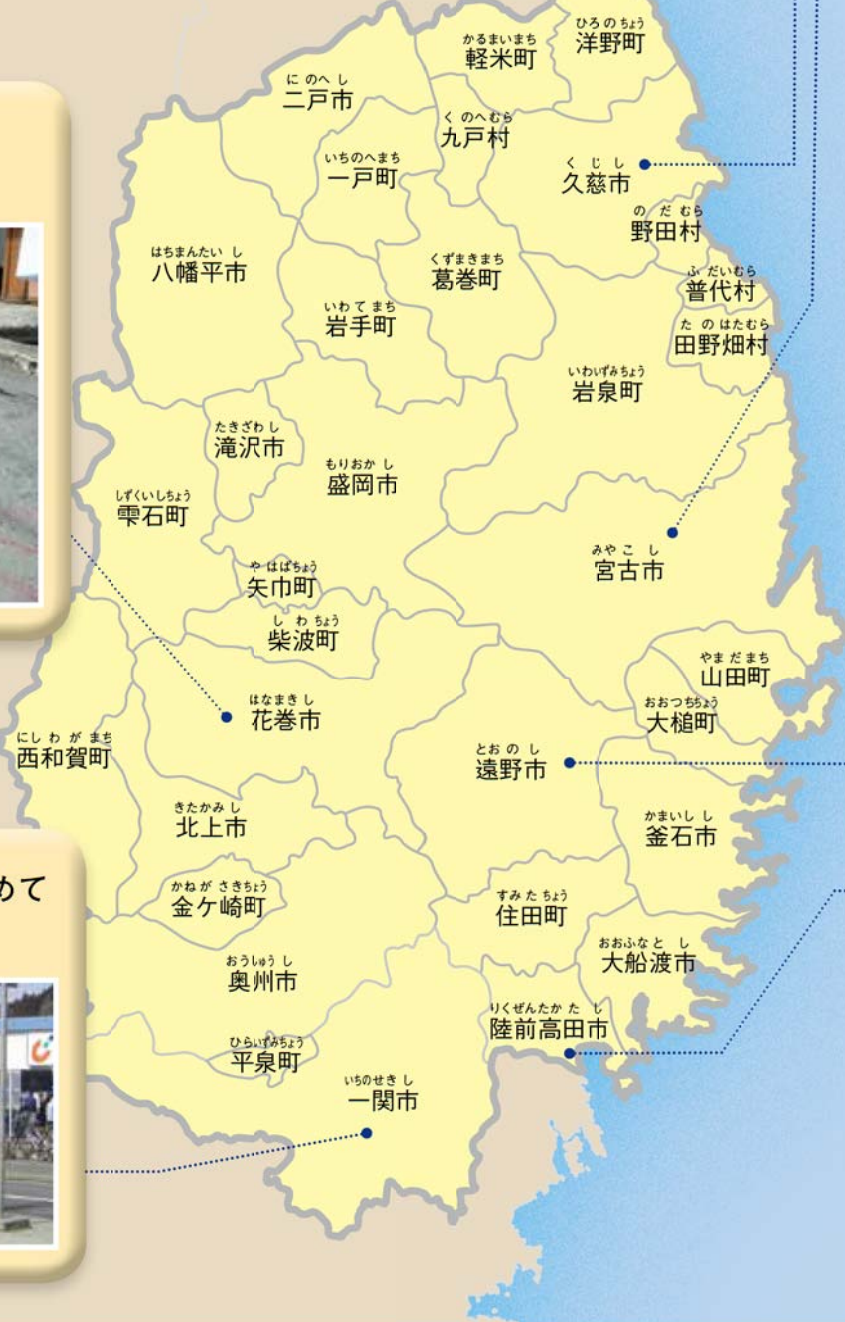 ひろのちょう
洋野町
かるまいまち
軽米町
にのへし
二戸市
くのへむら
九戸村
いちのへまち
一戸町
くじし
久慈市
のだむら
野田村
はちまんたいし
八幡平市
くずまきまち
葛巻町
ふだいむら
普代村
いわてまち
岩手町
たのはたむら
田野畑村
いわいずみちょう
岩泉町
たきざわし
滝沢市
もりおかし
盛岡市
しずくいしちょう
雫石町
みやこし
宮古市
やはばちょう
矢巾町
しわちょう
柴波町
やまだまち
山田町
はなまきし
花巻市
おおつちちょう
大槌町
にしわがまち
西和賀町
とおのし
遠野市
きたかみし
北上市
かまいしし
釜石市
めて
かねがさきちょう
金ケ崎町
すみたちょう
住田町
おうしゅうし
奥州市
おおふなとし
大船渡市
りくぜんたかたし
陸前高田市
ひらいずみちょう
平泉町
いちのせきし
一関市